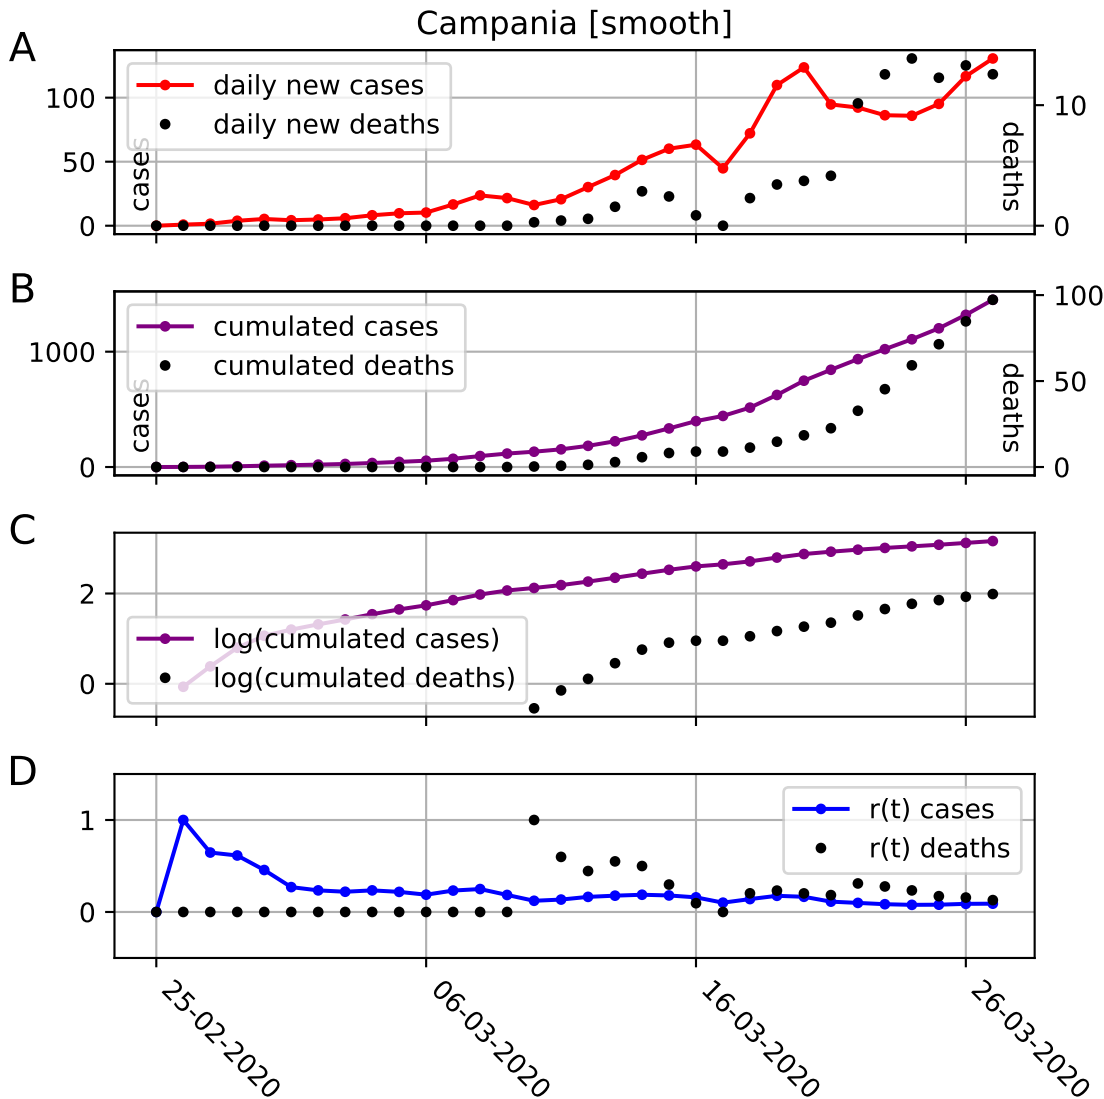 Campania [smooth]
A
daily new cases
daily new deaths
100
50
0
cases
10
0
deaths
B
cumulated cases
cumulated deaths
1000
0
cases
100
50
0
deaths
C
log(cumulated cases)
log(cumulated deaths)
2
0
D
r(t) cases
r(t) deaths
1
0
25-02-2020
06-03-2020
16-03-2020
26-03-2020